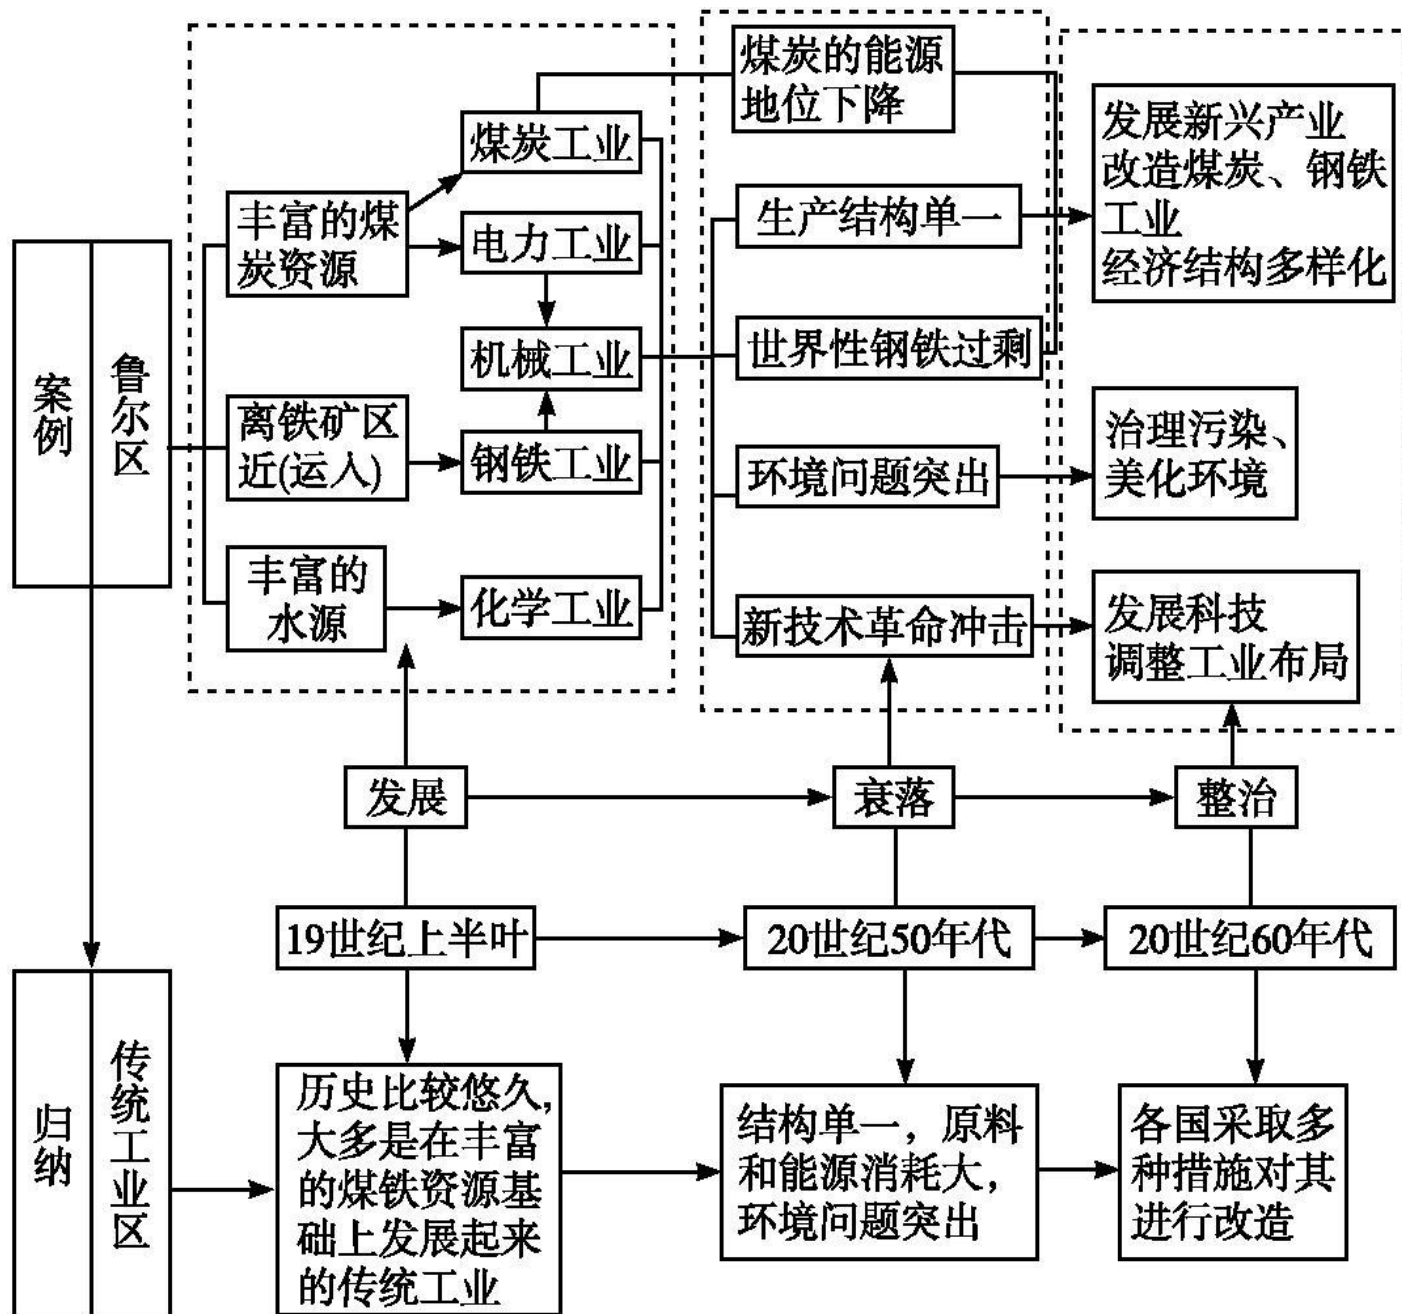 案例
鲁尔区
丰富的煤
炭资源
离铁矿区
近(运入)
丰富的
水源
煤炭工业
电力工业
机械工业
钢铁工业
化学工业
煤炭的能源
地位下降
生产结构单一
世界性钢铁过剩
环境问题突出
新技术革命冲击
发展新兴产业
改造煤炭、钢铁
工业
经济结构多样化
治理污染、
美化环境
发展科技
调整工业布局
发展
衰落
整治
19世纪上半叶
20世纪50年代
20世纪60年代
归纳
传统工业区
历史比较悠久,
大多是在丰富
的煤铁资源基
础上发展起来
的传统工业
结构单一，原料
和能源消耗大，
环境问题突出
各国采取多
种措施对其
进行改造